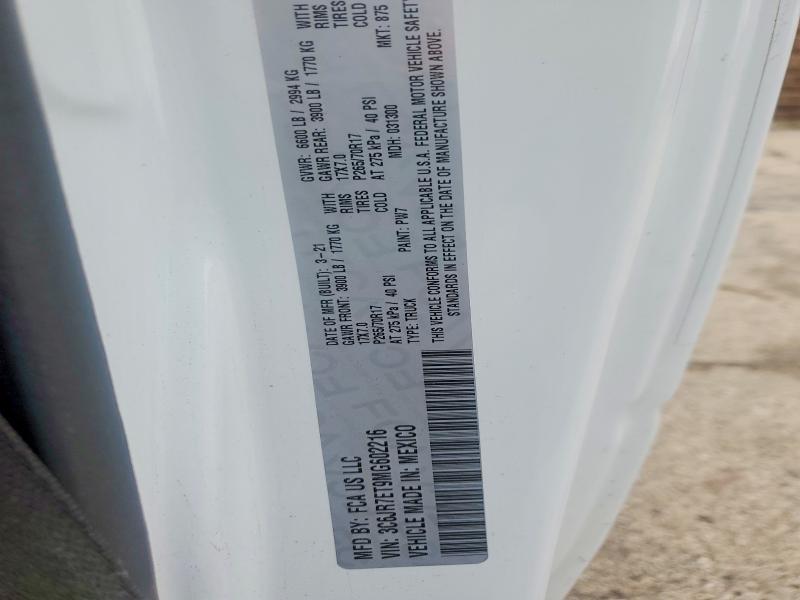 MFD BY: FCA US LLC
VIN: 3C6JR7ET9MG602216
VEHICLE MADE IN: MEXICO
DATE OF MFR (BUILT): 3-21 GVWR: 6600 LB / 2994 KG
GAWR FRONT: 3900 LB / 1770 KG WITH GAWR REAR: 3900 LB / 1770 KG WITH
17X7.0 RIMS 17X7.0 RIMS
P265/70R17 TIRES P265/70R17 TIRES
AT 275 kPa / 40 PSI COLD AT 275 kPa / 40 PSI COLD
TYPE: TRUCK PAINT: PW7 MDH: 031300 MKT: 875
THIS VEHICLE CONFORMS TO ALL APPLICABLE U.S.A. FEDERAL MOTOR VEHICLE SAFETY
STANDARDS IN EFFECT ON THE DATE OF MANUFACTURE SHOWN ABOVE.